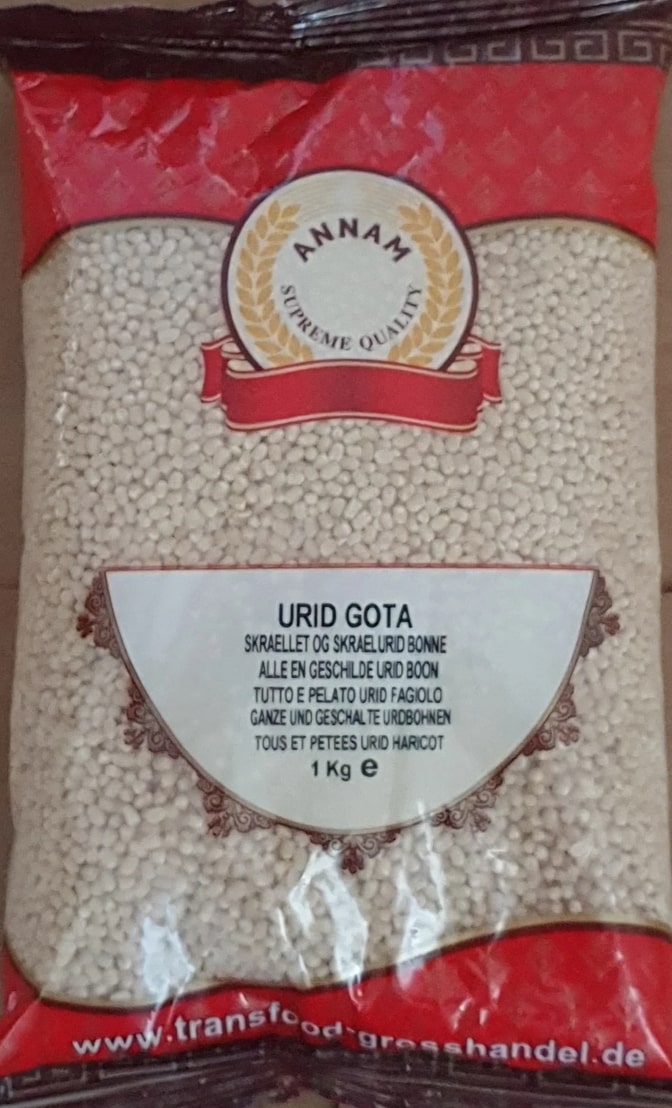 ANNAM
SUPREME QUALITY
URID GOTA
SKRAELLET OG SKRAELURID BONNE
ALLE EN GESCHILDE URID BOON
TUTTO E PELATO URID FAGIOLO
GANZE UND GESCHALTE URDBOHNEN
TOUS ET PETEES URID HARICOT
1 Kg e
www.transfood-grosshandel.de